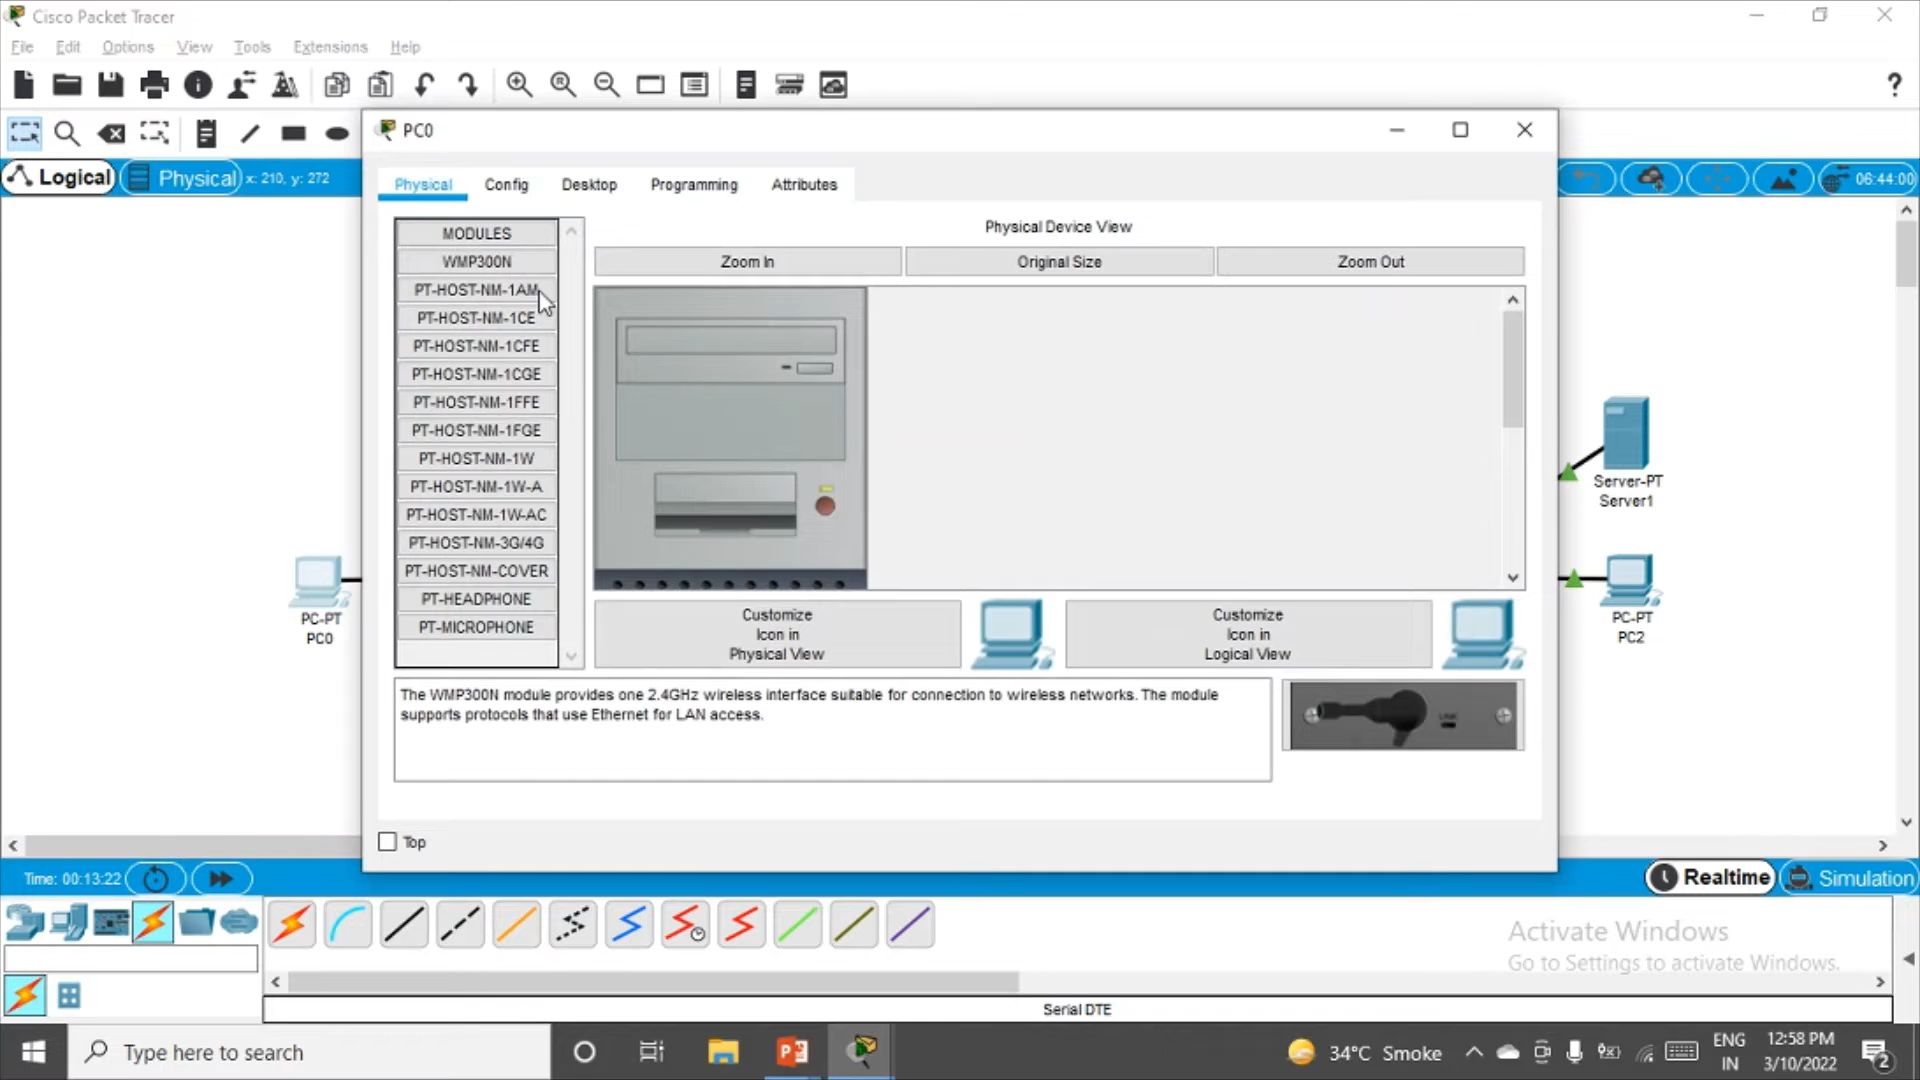 Cisco Packet Tracer
File Edit Options View Tools Extensions Help
PC0
Logical Physical x: 210, y: 272 06:44:00
Physical Config Desktop Programming Attributes
MODULES
WMP300N
PT-HOST-NM-1AM
PT-HOST-NM-1CE
PT-HOST-NM-1CFE
PT-HOST-NM-1CGE
PT-HOST-NM-1FFE
PT-HOST-NM-1FGE
PT-HOST-NM-1W
PT-HOST-NM-1W-A
PT-HOST-NM-1W-AC
PT-HOST-NM-3G/4G
PT-HOST-NM-COVER
PT-HEADPHONE
PT-MICROPHONE
Physical Device View
Zoom In Original Size Zoom Out
Customize
Icon in
Physical View
Customize
Icon in
Logical View
The WMP300N module provides one 2.4GHz wireless interface suitable for connection to wireless networks. The module
supports protocols that use Ethernet for LAN access.
Top
PC-PT
PC0
Server-PT
Server1
PC-PT
PC2
Time: 00:13:22 Realtime Simulation
Activate Windows
Go to Settings to activate Windows.
Serial DTE
Type here to search
34°C Smoke
ENG
IN
12:58 PM
3/10/2022
2